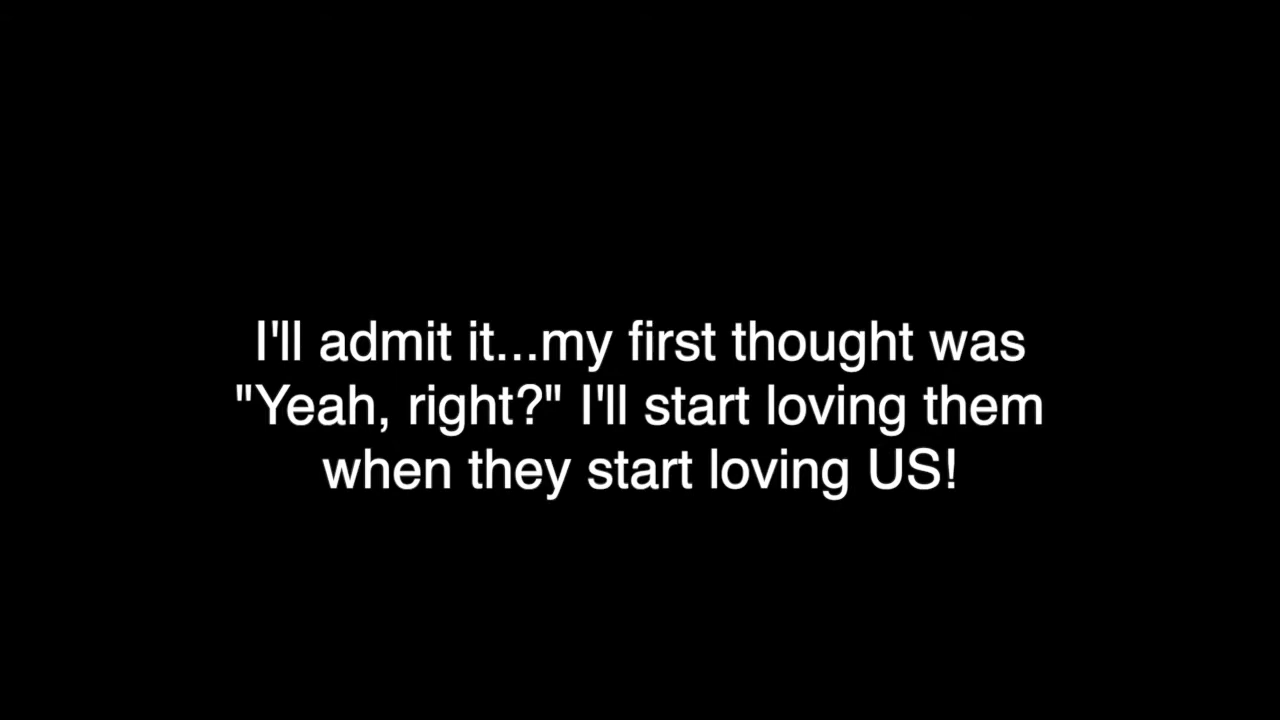 I'll admit it...my first thought was
"Yeah, right?" I'll start loving them
when they start loving US!